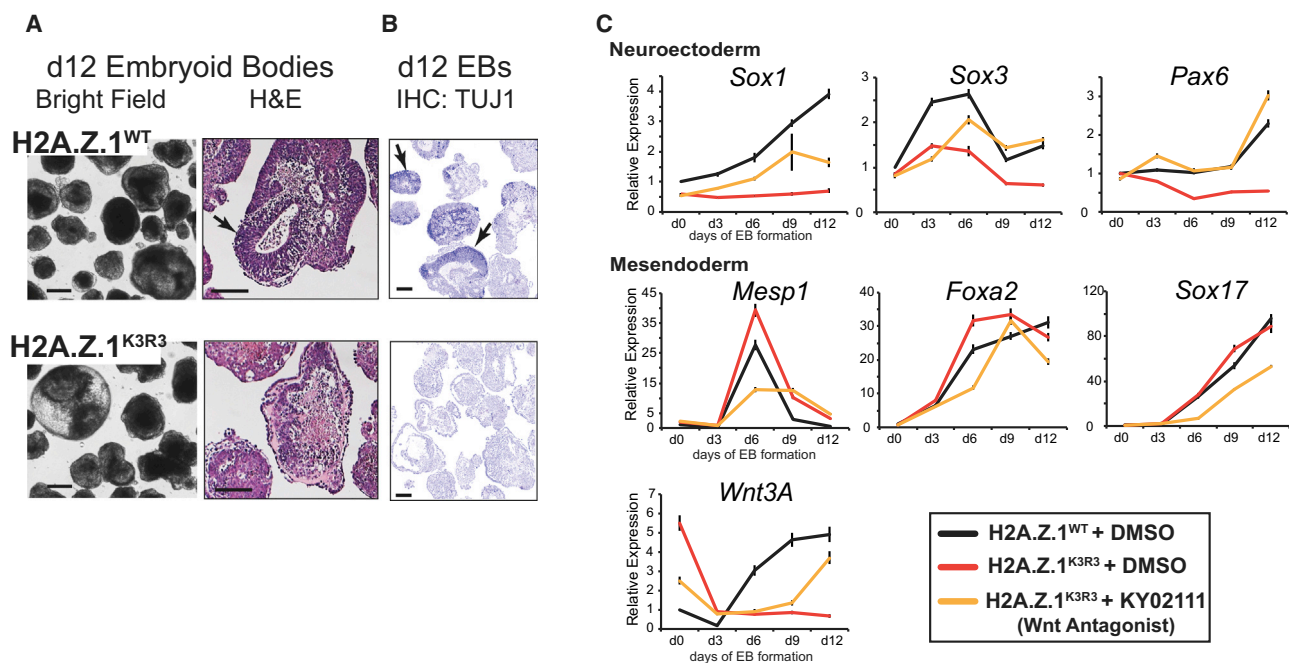 A
B
C
d12 Embryoid Bodies
Bright Field
H&E
d12 EBs
IHC: TUJ1
H2A.Z.1WT
H2A.Z.1K3R3
Neuroectoderm
Sox1
Relative Expression
5
4
3
2
1
0
d0 d3 d6 d9 d12
days of EB formation
Sox3
3
2
1
0
d0 d3 d6 d9 d12
Pax6
4
3
2
1
0
d0 d3 d6 d9 d12
Mesendoderm
Mesp1
Relative Expression
45
35
25
15
5
0
d0 d3 d6 d9 d12
days of EB formation
Foxa2
40
30
20
10
0
d0 d3 d6 d9 d12
Sox17
120
80
40
0
d0 d3 d6 d9 d12
Wnt3A
Relative Expression
7
6
5
4
3
2
1
0
d0 d3 d6 d9 d12
days of EB formation
H2A.Z.1WT + DMSO
H2A.Z.1K3R3 + DMSO
H2A.Z.1K3R3 + KY02111
(Wnt Antagonist)